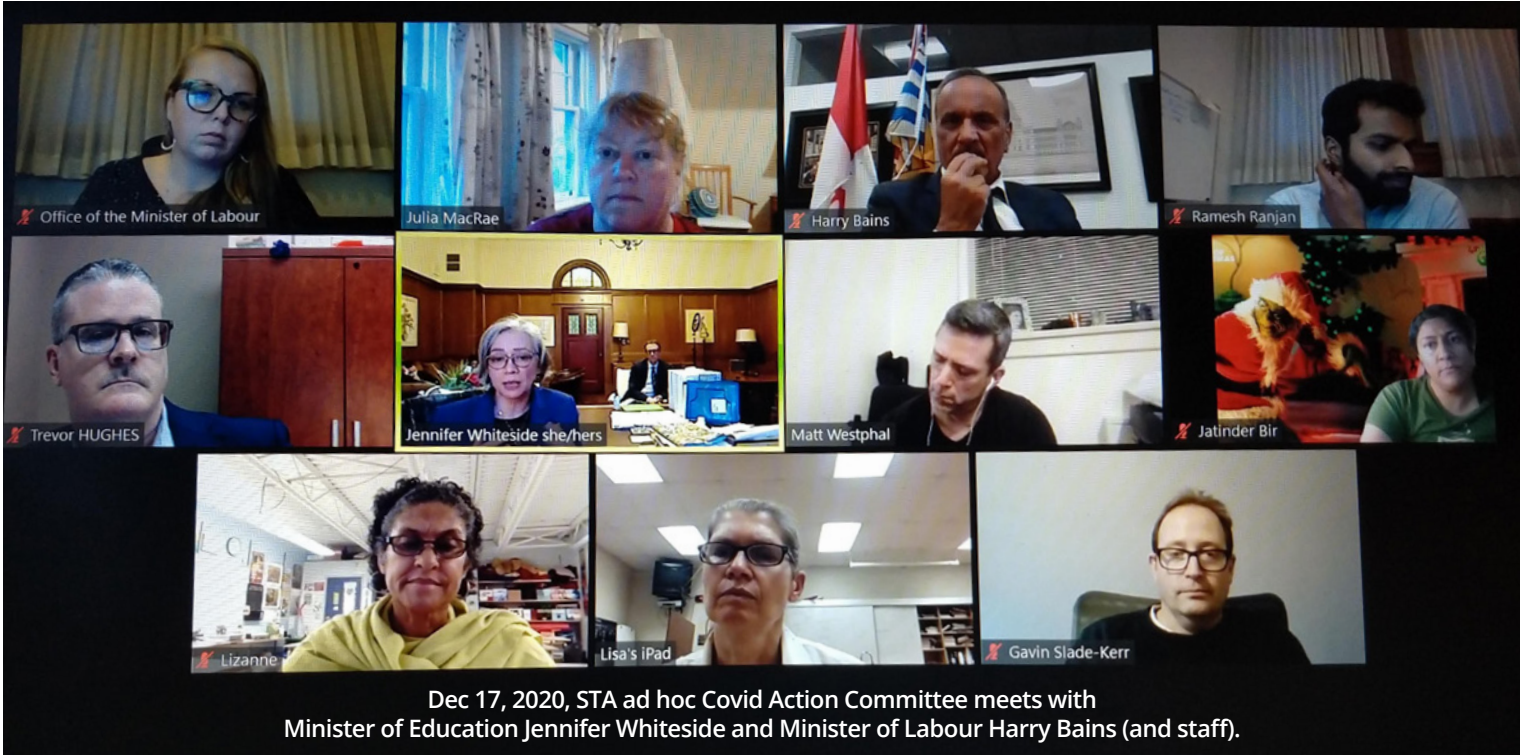 Office of the Minister of Labour
Julia MacRae
Harry Bains
Ramesh Ranjan
Trevor HUGHES
Jennifer Whiteside she/hers
Matt Westphal
Jatinder Bir
Lizanne
Lisa's iPad
Gavin Slade-Kerr
Dec 17, 2020, STA ad hoc Covid Action Committee meets with
Minister of Education Jennifer Whiteside and Minister of Labour Harry Bains (and staff).